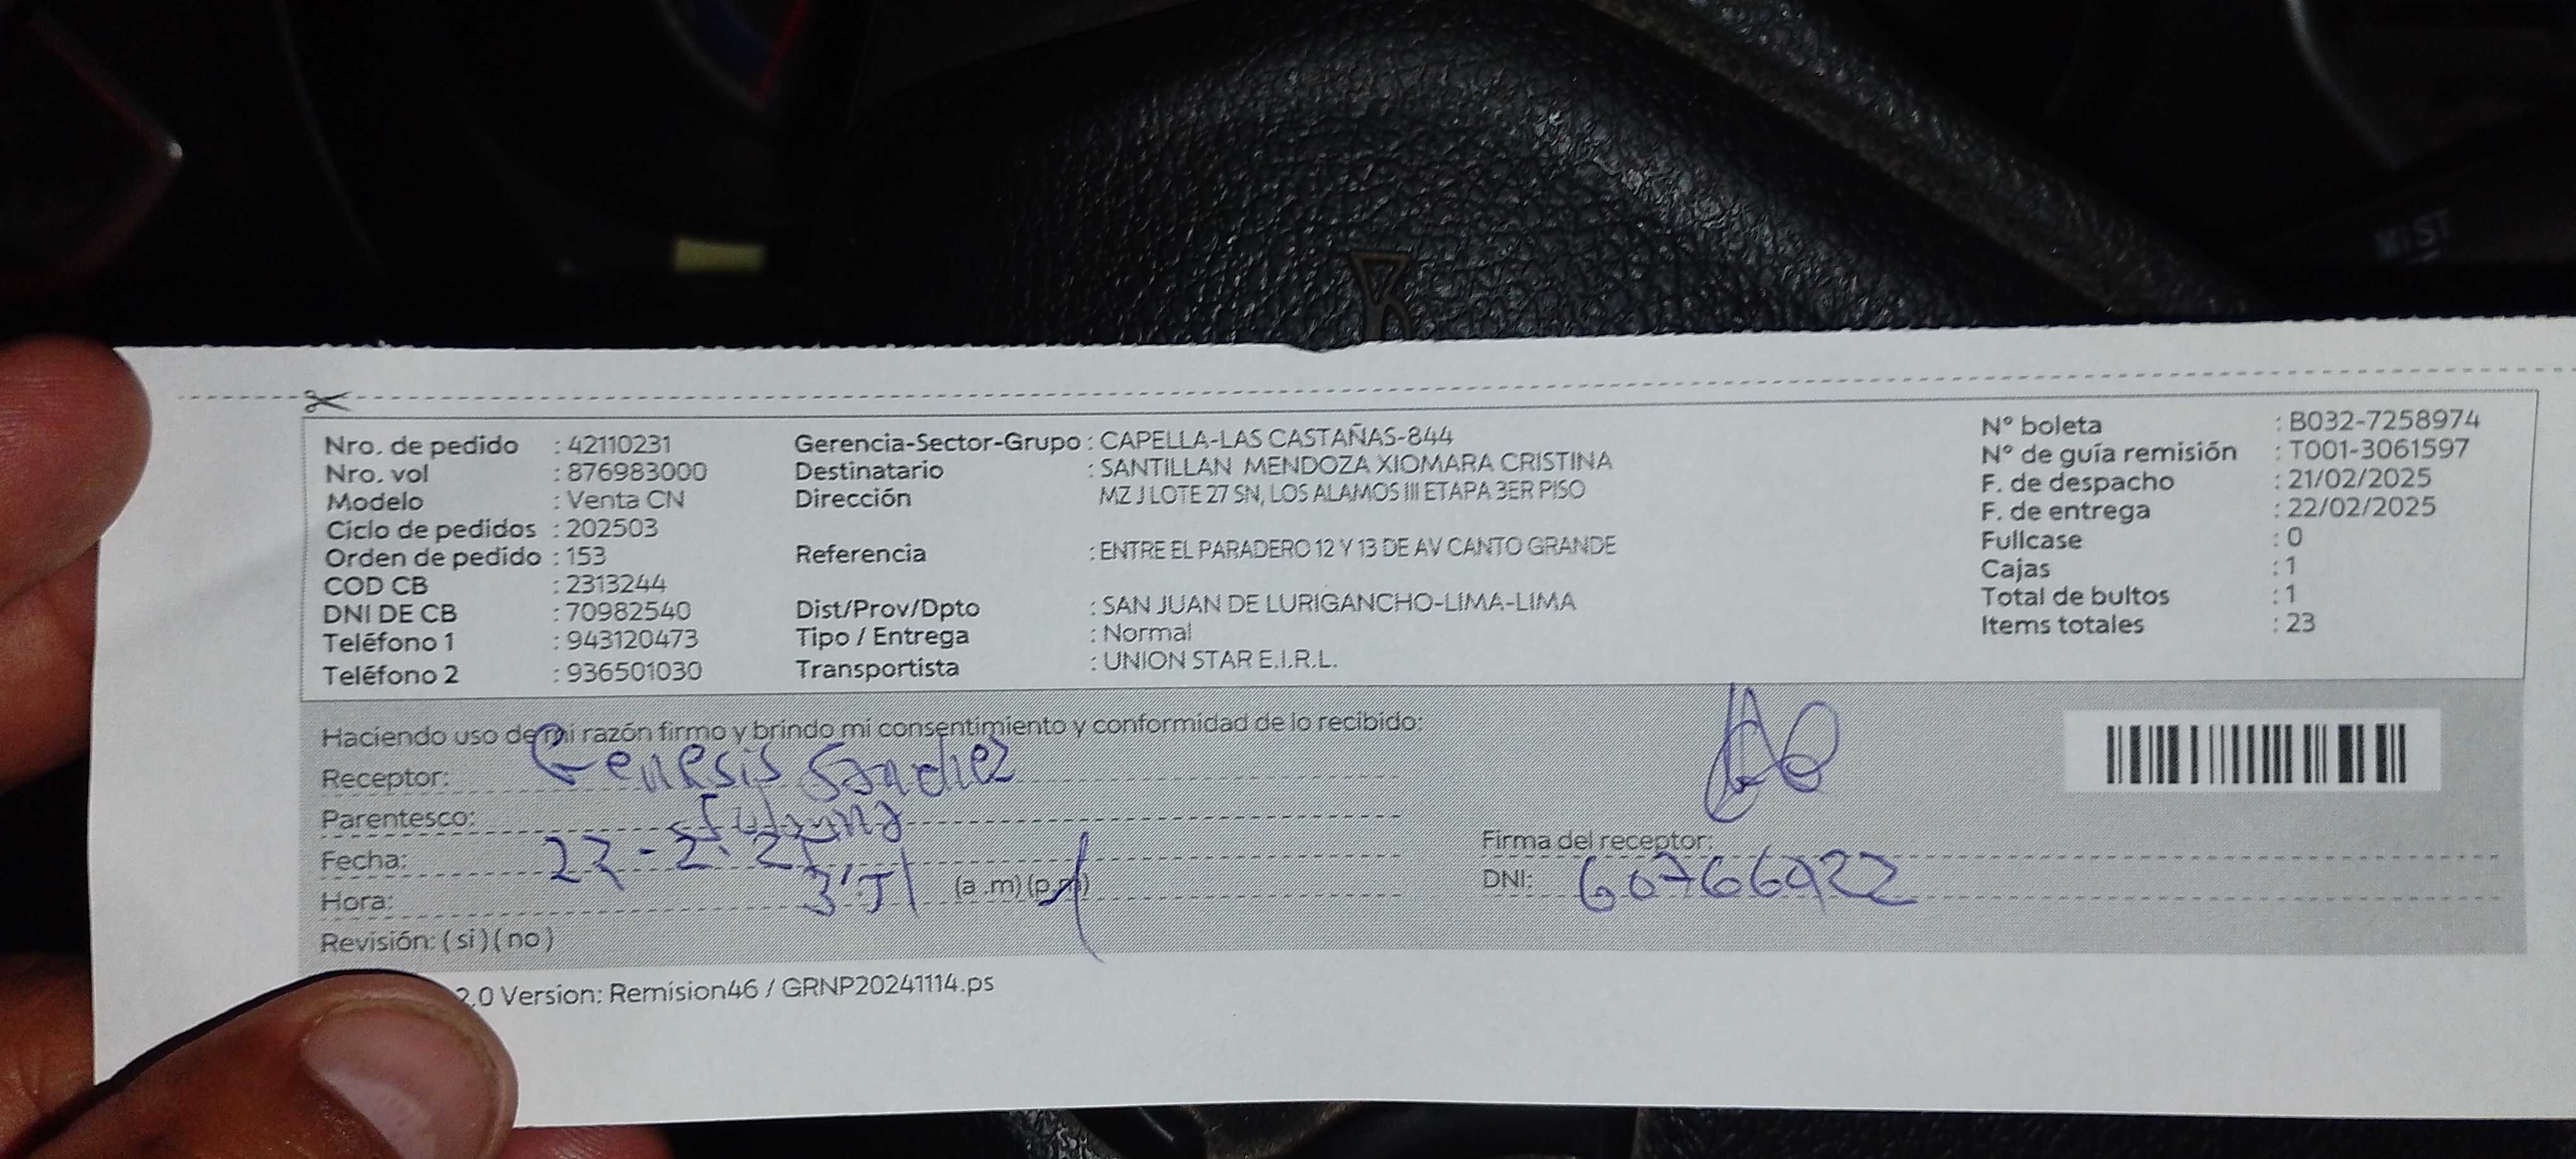 MIST
Nro. de pedido : 42110231
Nro. vol : 876983000
Modelo : Venta CN
Ciclo de pedidos : 202503
Orden de pedido : 153
COD CB : 2313244
DNI DE CB : 70982540
Teléfono 1 : 943120473
Teléfono 2 : 936501030
Gerencia-Sector-Grupo : CAPELLA-LAS CASTAÑAS-844
Destinatario : SANTILLAN MENDOZA XIOMARA CRISTINA
Dirección MZ J LOTE 27 SN, LOS ALAMOS III ETAPA 3ER PISO
Referencia : ENTRE EL PARADERO 12 Y 13 DE AV CANTO GRANDE
Dist/Prov/Dpto : SAN JUAN DE LURIGANCHO-LIMA-LIMA
Tipo / Entrega : Normal
Transportista : UNION STAR E.I.R.L.
N° boleta : B032-7258974
N° de guía remisión : T001-3061597
F. de despacho : 21/02/2025
F. de entrega : 22/02/2025
Fullcase : 0
Cajas : 1
Total de bultos : 1
Items totales : 23
Haciendo uso de mi razón firmo y brindo mi consentimiento y conformidad de lo recibido:
Receptor: Genesis Sanchez
Parentesco:
Fecha: 22-2-25
Hora: (a .m) (p.m)
Revisión: ( si ) ( no )
Firma del receptor:
DNI: 60766922
2.0 Version: Remision46 / GRNP20241114.ps